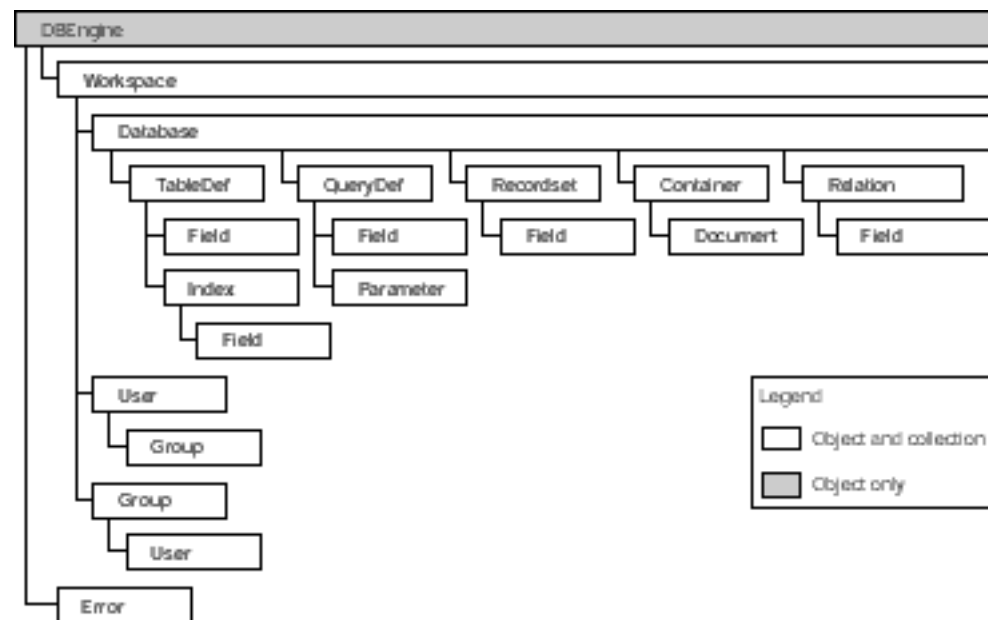 DBEngine
Workspace
Database
TableDef QueryDef Recordset Container Relation
Field Field Field Document Field
Index Parameter
Field
User
Legend
Object and collection
Group
Object only
Group
User
Error